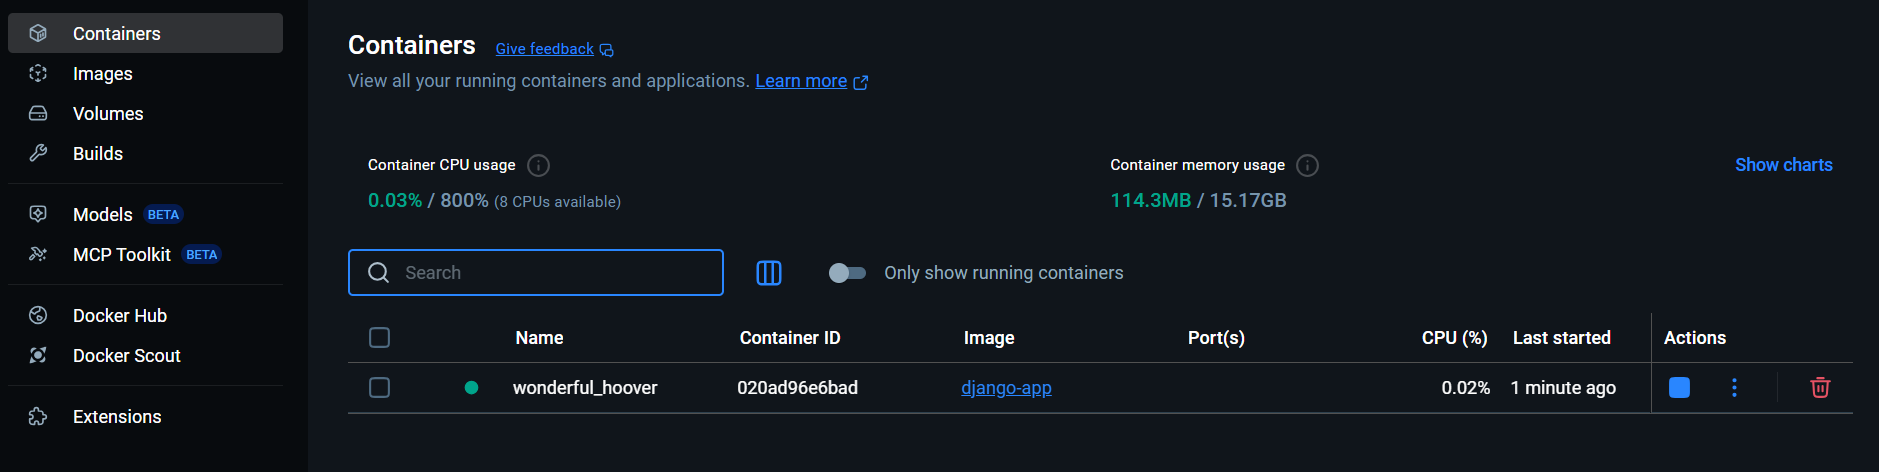 Containers
Images
Volumes
Builds
Models BETA
MCP Toolkit BETA
Docker Hub
Docker Scout
Extensions
Containers Give feedback
View all your running containers and applications. Learn more
Container CPU usage
0.03% / 800% (8 CPUs available)
Container memory usage
114.3MB / 15.17GB
Show charts
Search
Only show running containers
Name Container ID Image Port(s) CPU (%) Last started Actions
wonderful_hoover 020ad96e6bad django-app 0.02% 1 minute ago